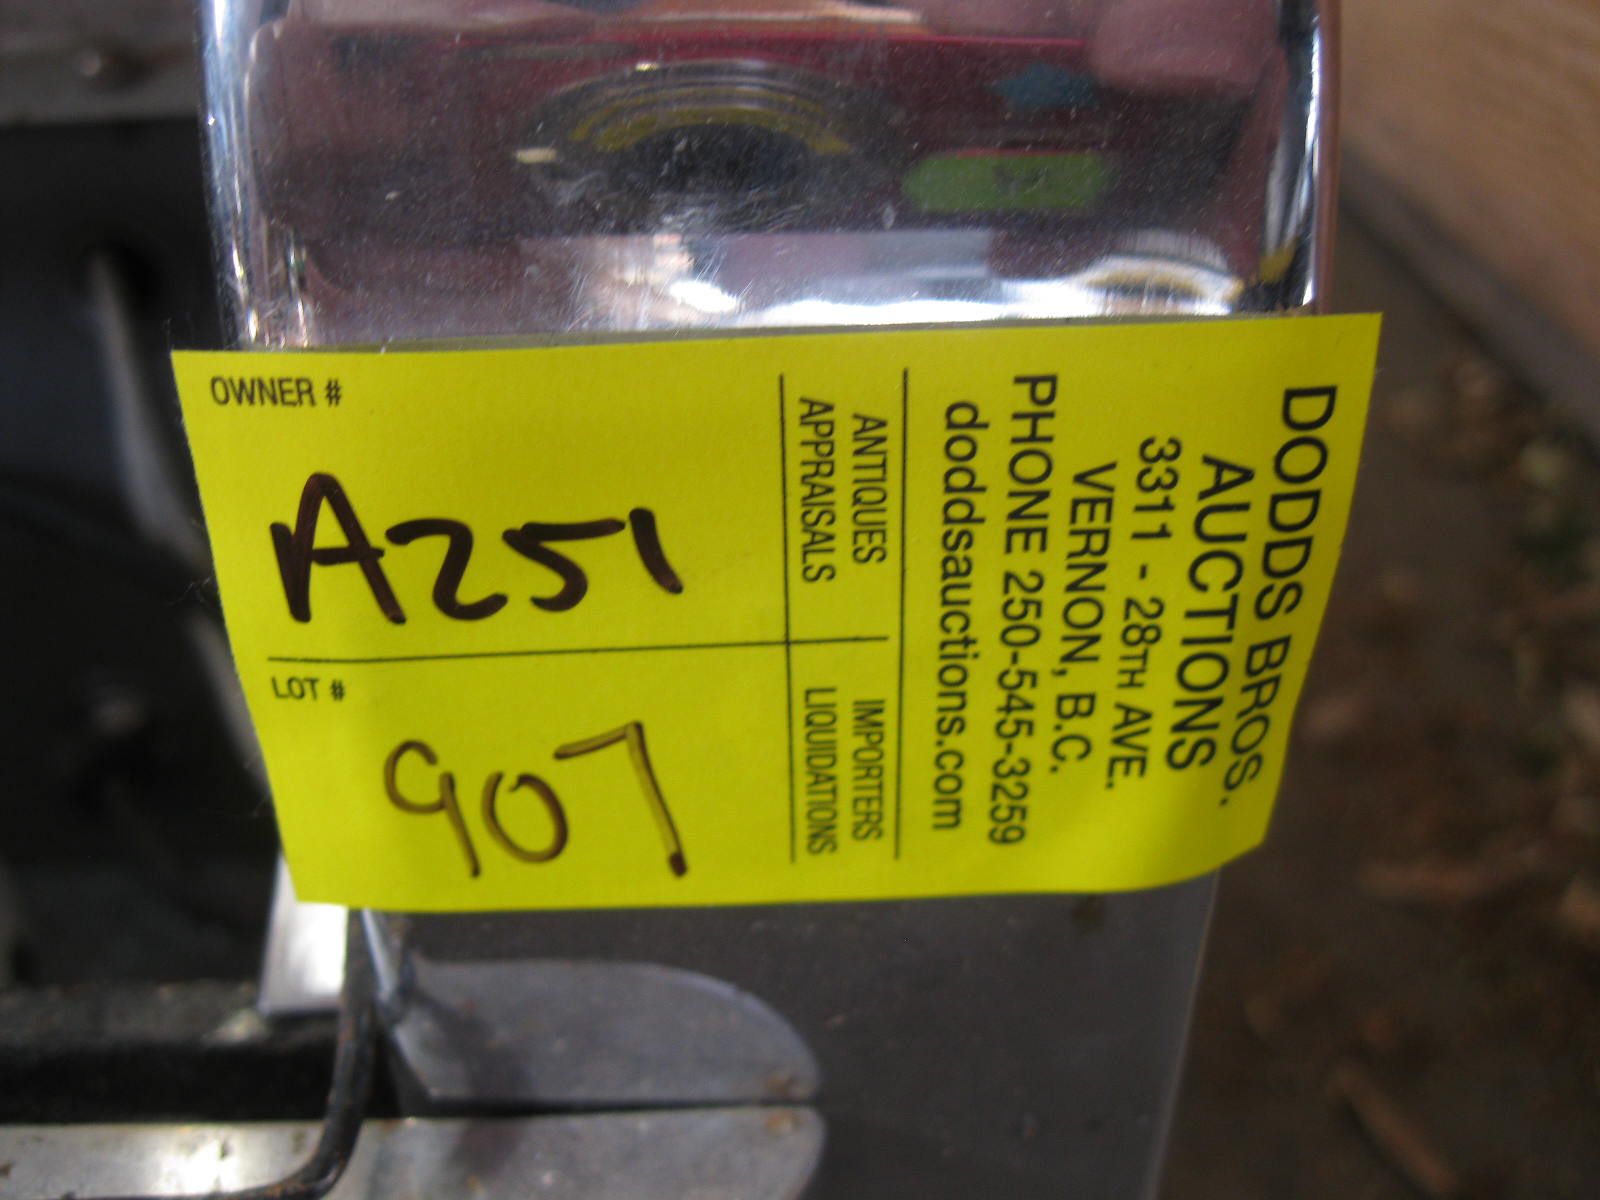 DODDS BROS.
AUCTIONS
3311 - 28TH AVE.
VERNON, B.C.
PHONE 250-545-3259
doddsauctions.com
ANTIQUES
APPRAISALS
IMPORTERS
LIQUIDATIONS
OWNER #
A251
LOT #
907